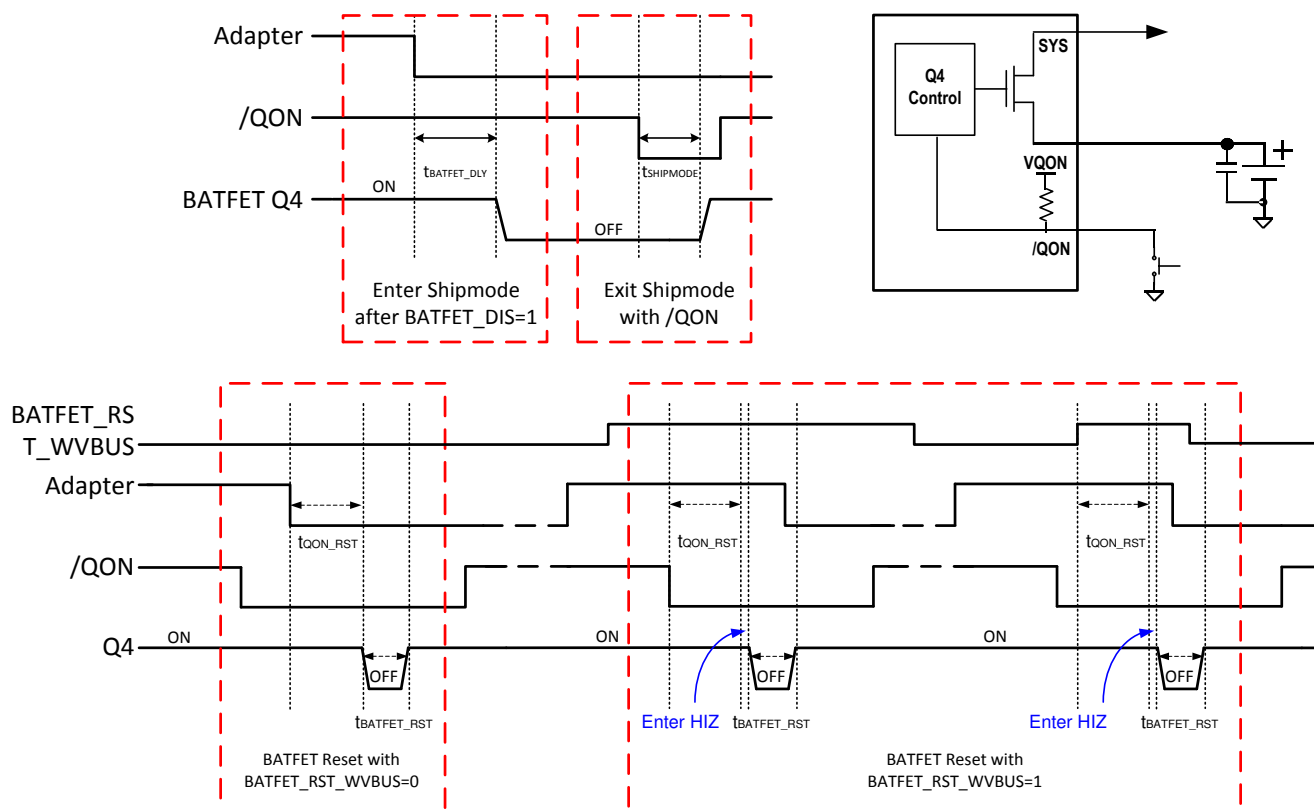 Adapter
/QON
tBATFET_DLY
tSHIPMODE
ON
BATFET Q4
OFF
Enter Shipmode
after BATFET_DIS=1
Exit Shipmode
with /QON
SYS
Q4
Control
VQON
+
/QON
BATFET_RS
T_WVBUS
Adapter
tQON_RST
tQON_RST
tQON_RST
/QON
ON
ON
ON
Q4
OFF
OFF
OFF
tBATFET_RST
Enter HIZ
tBATFET_RST
Enter HIZ
tBATFET_RST
BATFET Reset with
BATFET_RST_WVBUS=0
BATFET Reset with
BATFET_RST_WVBUS=1